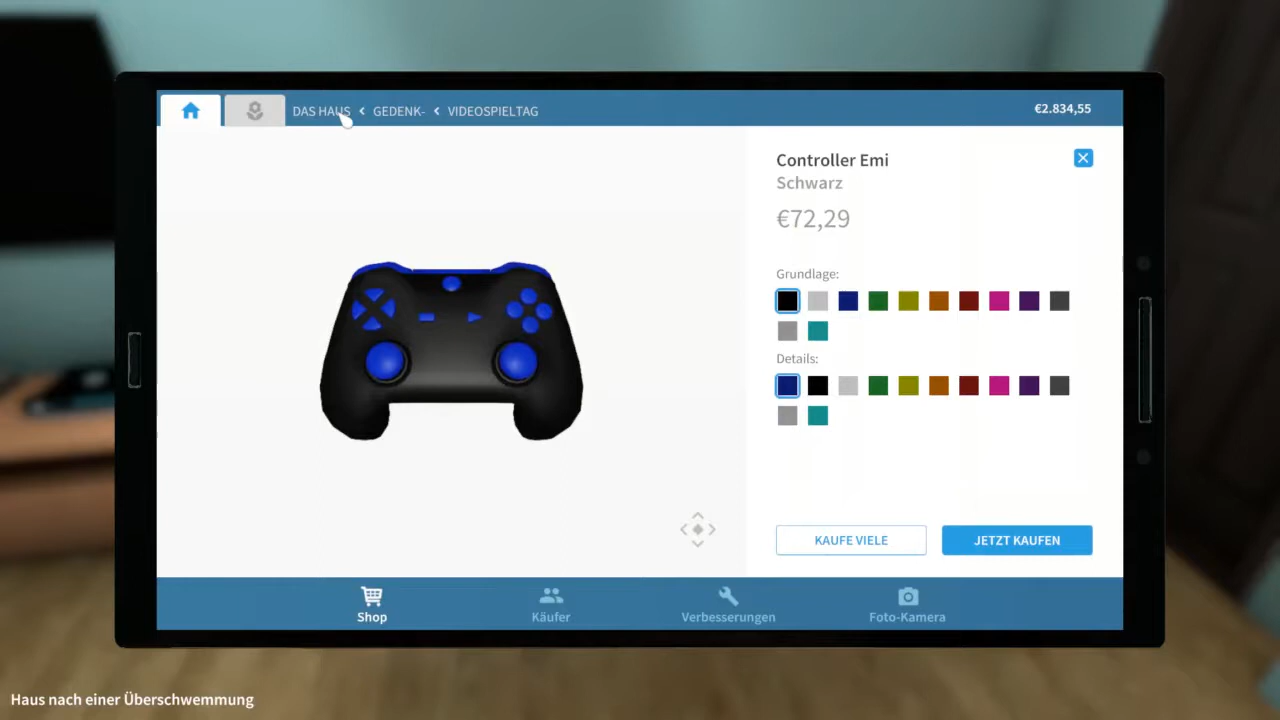 DAS HAUS < GEDENK- < VIDEOSPIELTAG
€2.834,55
Controller Emi
Schwarz
€72,29
Grundlage:
Details:
KAUFE VIELE
JETZT KAUFEN
Shop
Käufer
Verbesserungen
Foto-Kamera
Haus nach einer Überschwemmung